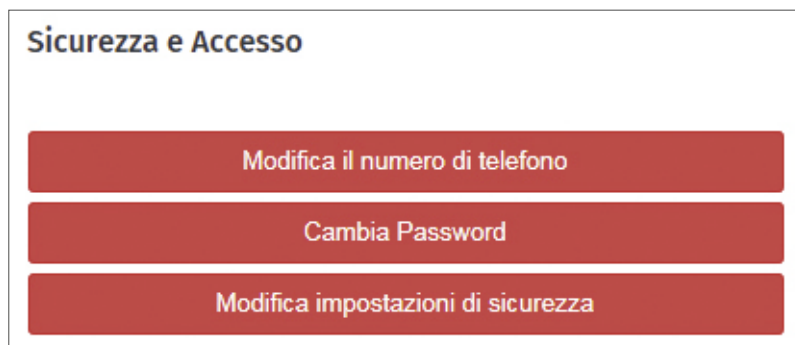 Sicurezza e Accesso
Modifica il numero di telefono
Cambia Password
Modifica impostazioni di sicurezza